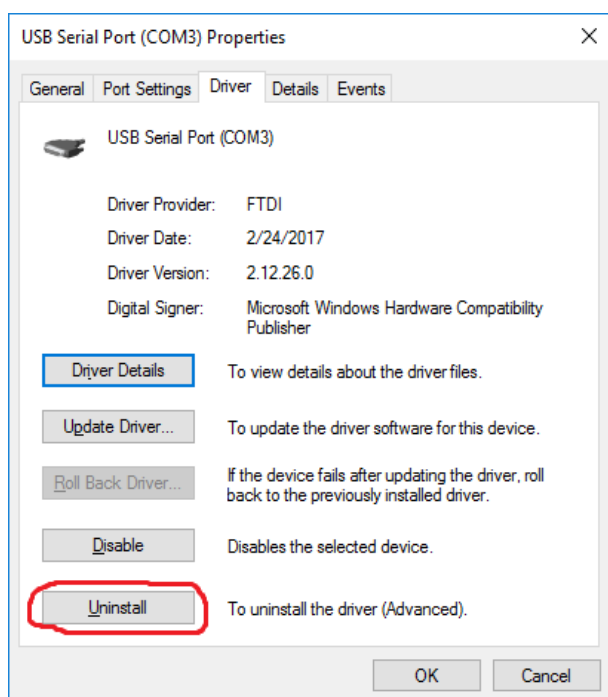 USB Serial Port (COM3) Properties
General Port Settings Driver Details Events
USB Serial Port (COM3)
Driver Provider: FTDI
Driver Date: 2/24/2017
Driver Version: 2.12.26.0
Digital Signer: Microsoft Windows Hardware Compatibility
Publisher
Driver Details To view details about the driver files.
Update Driver... To update the driver software for this device.
Roll Back Driver... If the device fails after updating the driver, roll
back to the previously installed driver.
Disable Disables the selected device.
Uninstall To uninstall the driver (Advanced).
OK Cancel